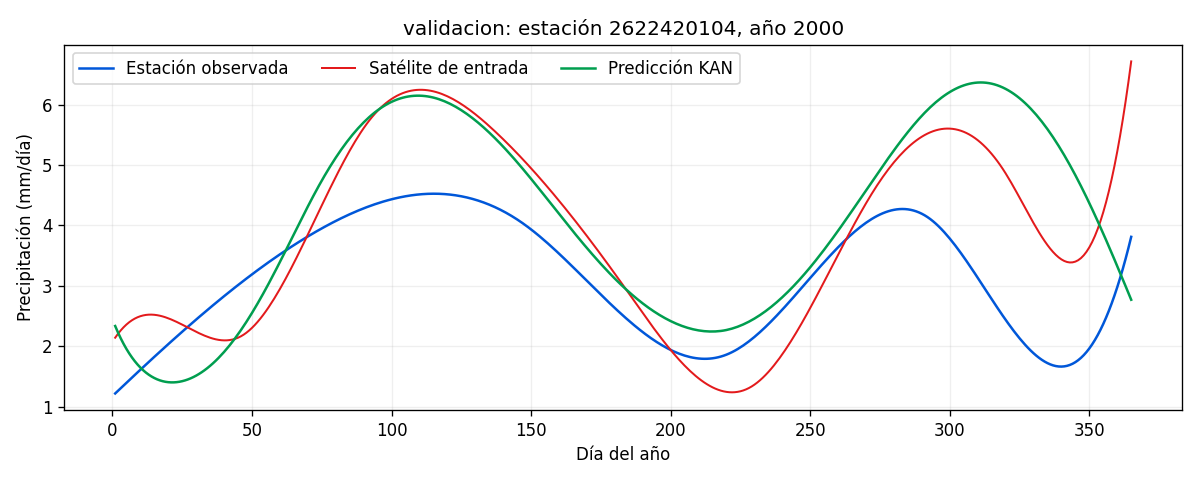 validacion: estación 2622420104, año 2000
Estación observada Satélite de entrada Predicción KAN
Precipitación (mm/día)
6
5
4
3
2
1
0 50 100 150 200 250 300 350
Día del año